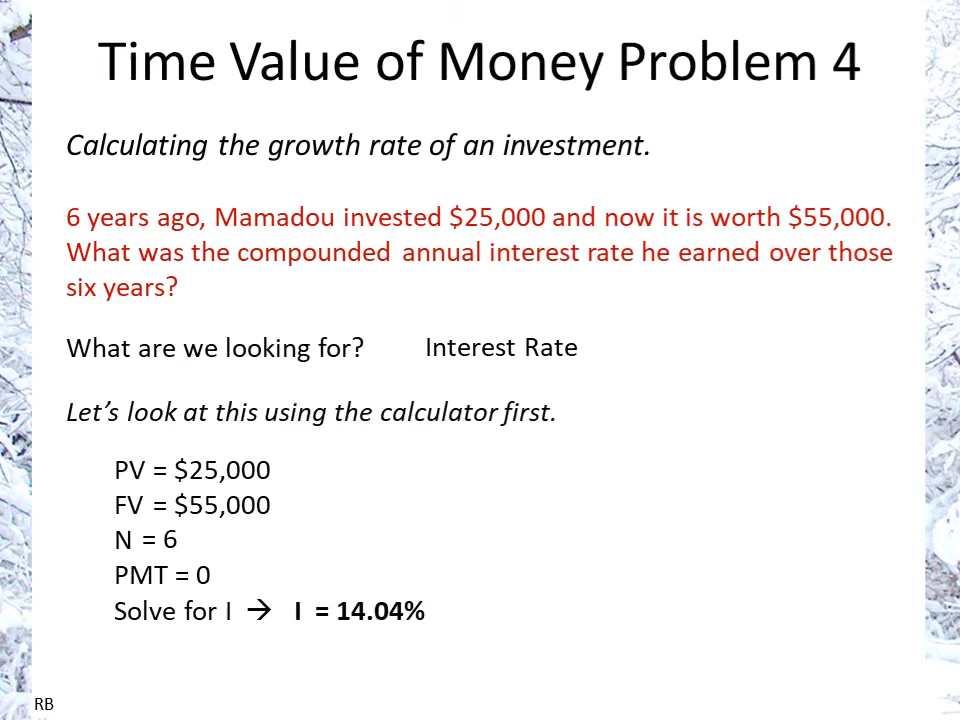 Time Value of Money Problem 4
Calculating the growth rate of an investment.
6 years ago, Mamadou invested $25,000 and now it is worth $55,000.
What was the compounded annual interest rate he earned over those
six years?
What are we looking for? Interest Rate
Let's look at this using the calculator first.
PV = $25,000
FV = $55,000
N = 6
PMT = 0
Solve for I → I = 14.04%
RB